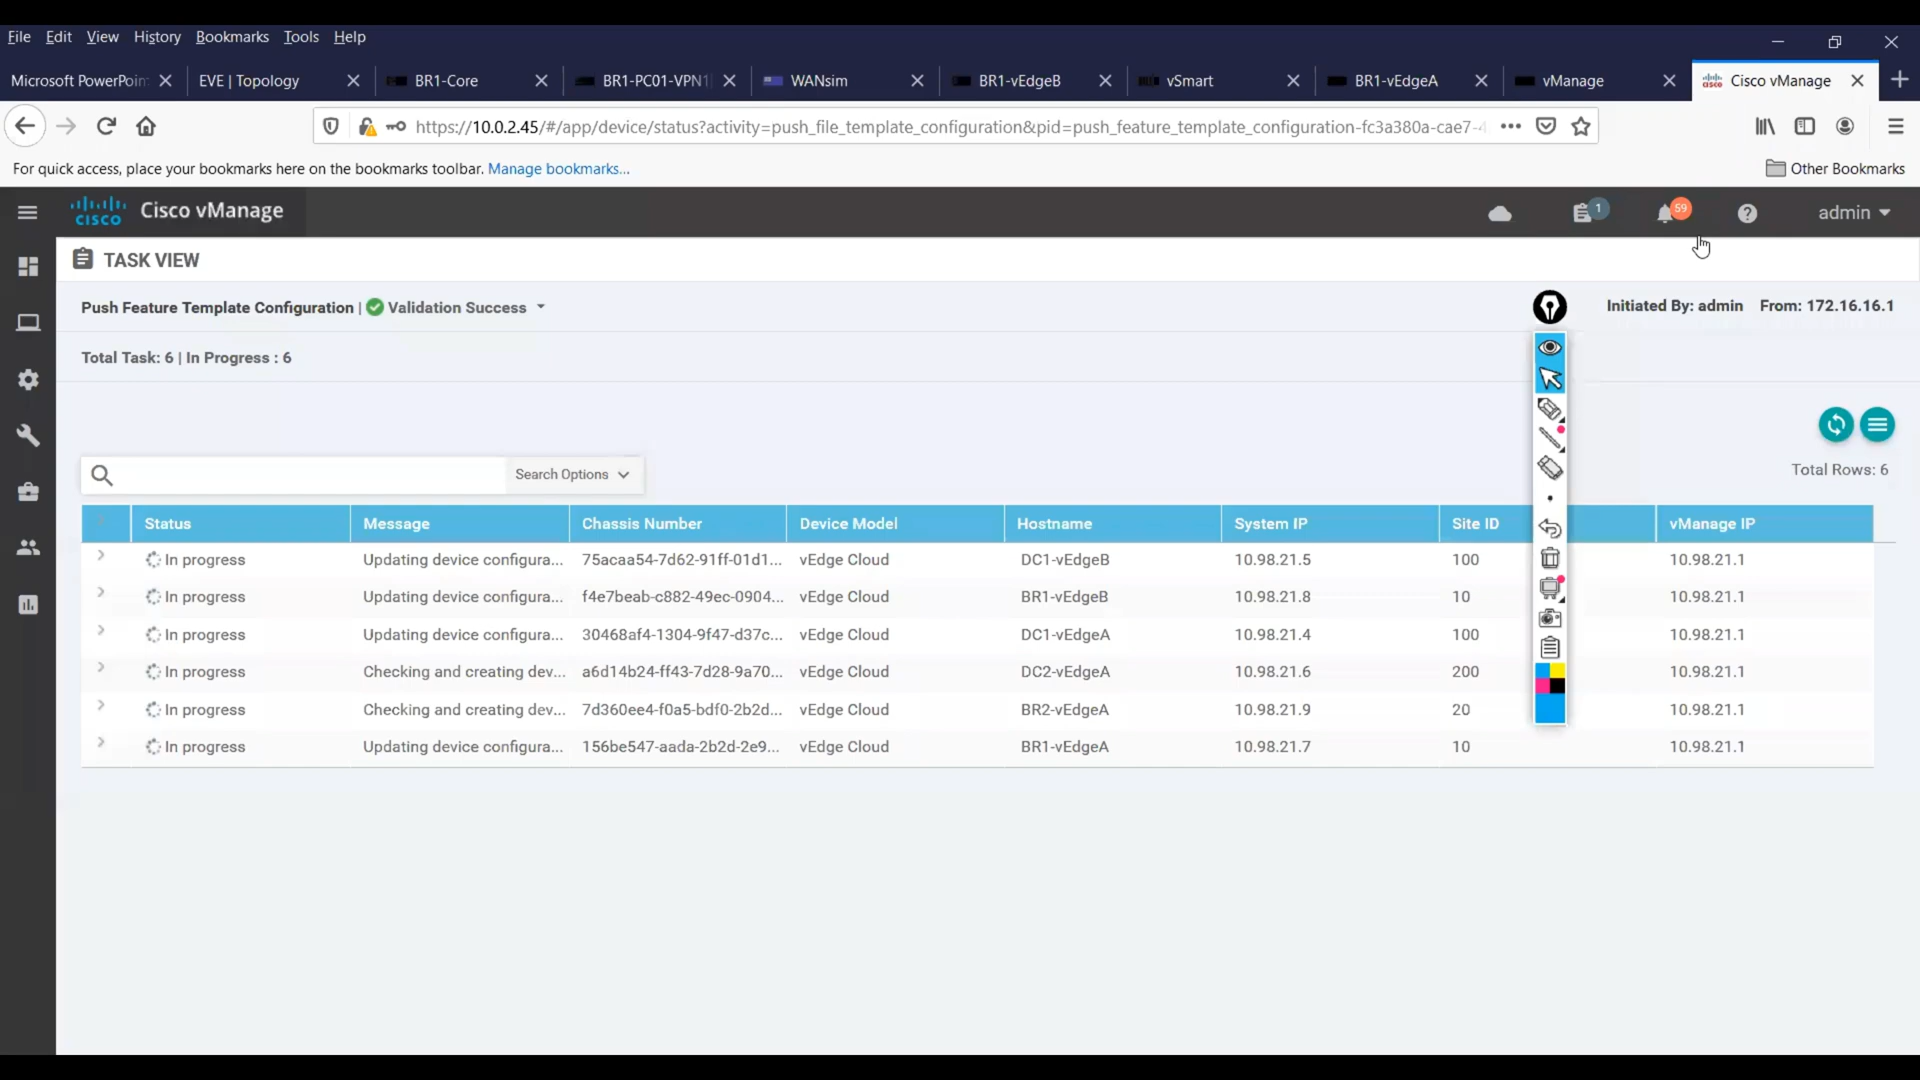 File Edit View History Bookmarks Tools Help
Microsoft PowerPoin EVE | Topology BR1-Core BR1-PC01-VPN1 WANsim BR1-vEdgeB vSmart BR1-vEdgeA vManage Cisco vManage
https://10.0.2.45/#/app/device/status?activity=push_file_template_configuration&pid=push_feature_template_configuration-fc3a380a-cae7-4
For quick access, place your bookmarks here on the bookmarks toolbar. Manage bookmarks... Other Bookmarks
cisco Cisco vManage 1 59 admin
TASK VIEW
Push Feature Template Configuration | Validation Success Initiated By: admin From: 172.16.16.1
Total Task: 6 | In Progress : 6
Search Options Total Rows: 6
Status Message Chassis Number Device Model Hostname System IP Site ID vManage IP
In progress Updating device configura... 75acaa54-7d62-91ff-01d1... vEdge Cloud DC1-vEdgeB 10.98.21.5 100 10.98.21.1
In progress Updating device configura... f4e7beab-c882-49ec-0904... vEdge Cloud BR1-vEdgeB 10.98.21.8 10 10.98.21.1
In progress Updating device configura... 30468af4-1304-9f47-d37c... vEdge Cloud DC1-vEdgeA 10.98.21.4 100 10.98.21.1
In progress Checking and creating dev... a6d14b24-ff43-7d28-9a70... vEdge Cloud DC2-vEdgeA 10.98.21.6 200 10.98.21.1
In progress Checking and creating dev... 7d360ee4-f0a5-bdf0-2b2d... vEdge Cloud BR2-vEdgeA 10.98.21.9 20 10.98.21.1
In progress Updating device configura... 156be547-aada-2b2d-2e9... vEdge Cloud BR1-vEdgeA 10.98.21.7 10 10.98.21.1